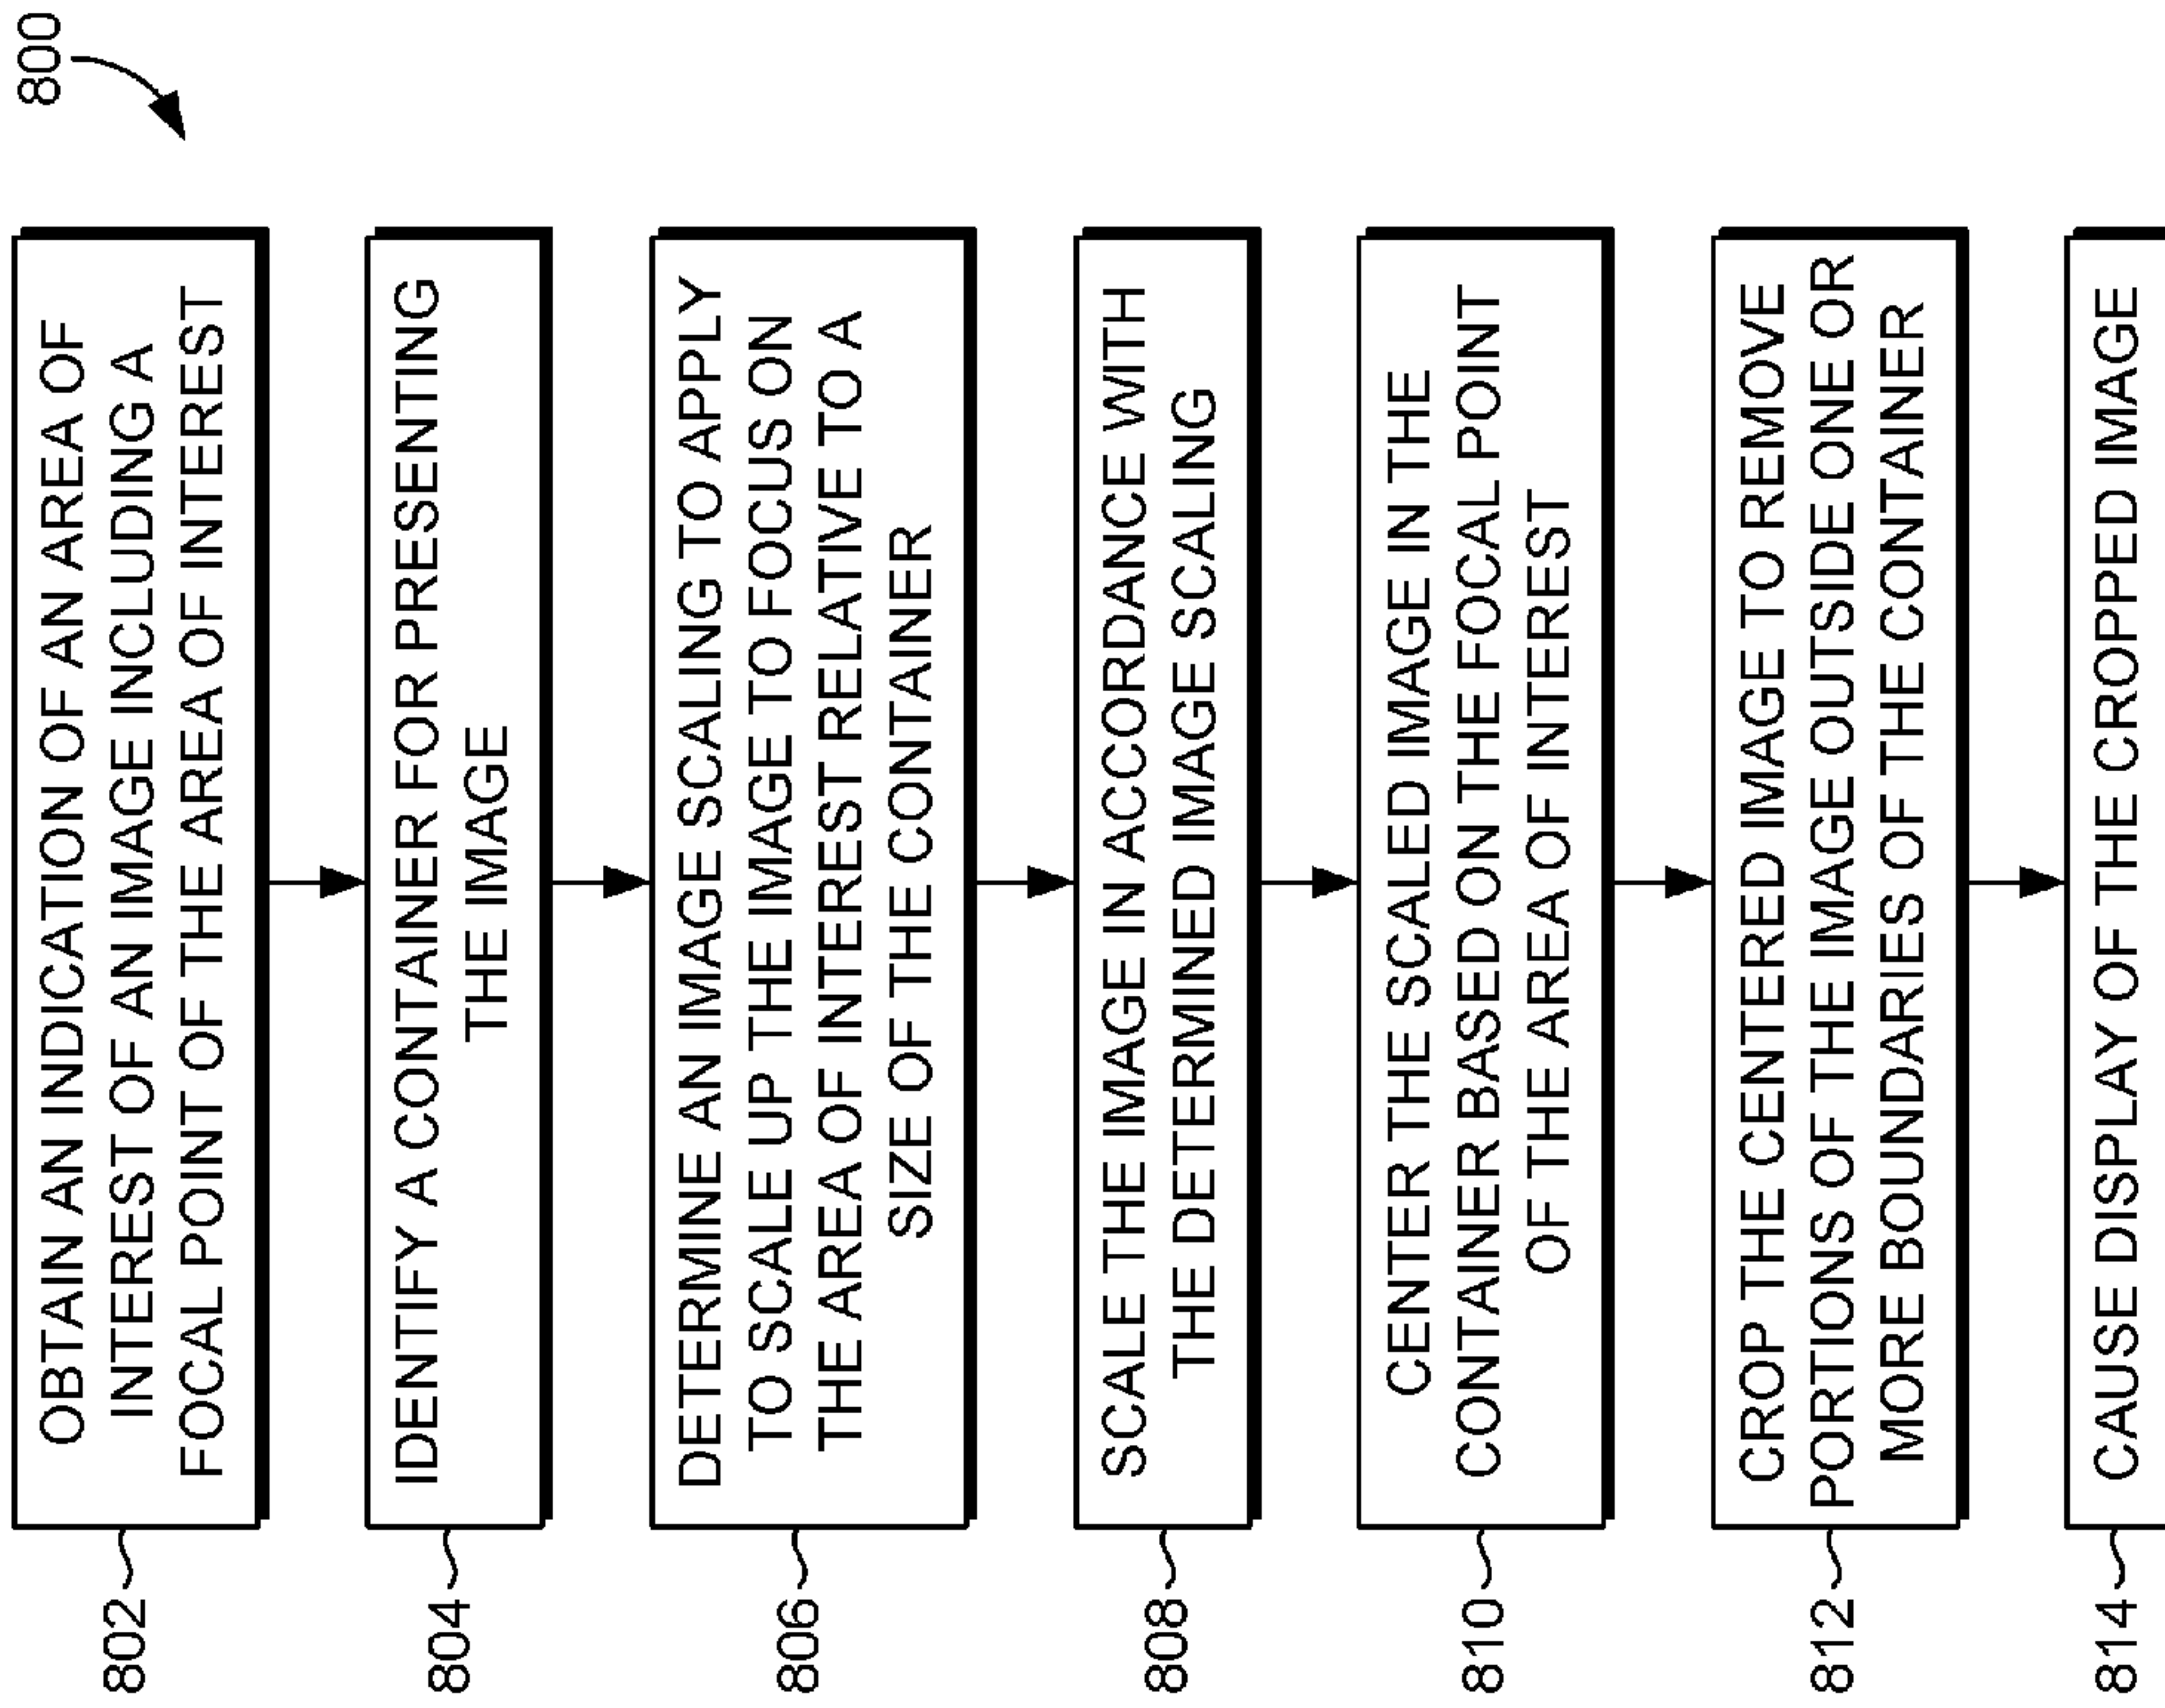 800
802
OBTAIN AN INDICATION OF AN AREA OF
INTEREST OF AN IMAGE INCLUDING A
FOCAL POINT OF THE AREA OF INTEREST
804
IDENTIFY A CONTAINER FOR PRESENTING
THE IMAGE
806
DETERMINE AN IMAGE SCALING TO APPLY
TO SCALE UP THE IMAGE TO FOCUS ON
THE AREA OF INTEREST RELATIVE TO A
SIZE OF THE CONTAINER
808
SCALE THE IMAGE IN ACCORDANCE WITH
THE DETERMINED IMAGE SCALING
810
CENTER THE SCALED IMAGE IN THE
CONTAINER BASED ON THE FOCAL POINT
OF THE AREA OF INTEREST
812
CROP THE CENTERED IMAGE TO REMOVE
PORTIONS OF THE IMAGE OUTSIDE ONE OR
MORE BOUNDARIES OF THE CONTAINER
814
CAUSE DISPLAY OF THE CROPPED IMAGE